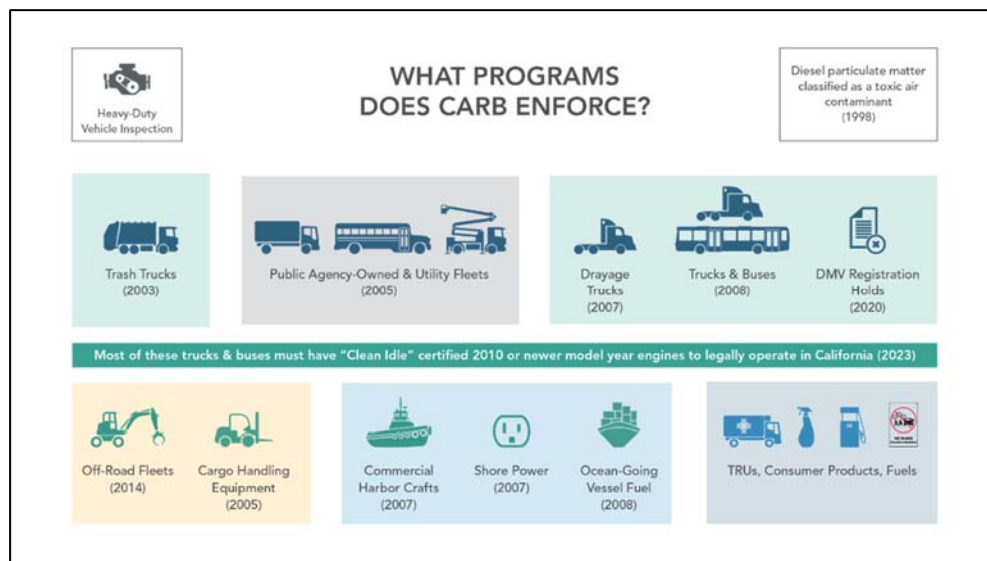 Heavy-Duty
Vehicle Inspection
WHAT PROGRAMS
DOES CARB ENFORCE?
Diesel particulate matter
classified as a toxic air
contaminant
(1998)
Trash Trucks
(2003)
Public Agency-Owned & Utility Fleets
(2005)
Drayage
Trucks
(2007)
Trucks & Buses
(2008)
DMV Registration
Holds
(2020)
Most of these trucks & buses must have “Clean Idle” certified 2010 or newer model year engines to legally operate in California (2023)
Off-Road Fleets
(2014)
Cargo Handling
Equipment
(2005)
Commercial
Harbor Crafts
(2007)
Shore Power
(2007)
Ocean-Going
Vessel Fuel
(2008)
TRUs, Consumer Products, Fuels